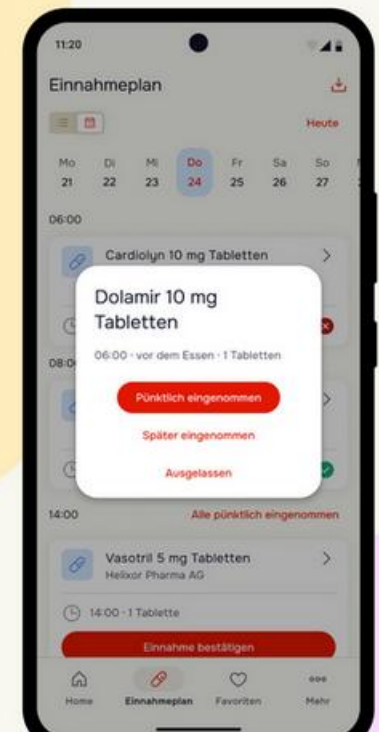 11:20
Einnahmeplan
Heute
Mo Di Mi Do Fr Sa So
21 22 23 24 25 26 27
06:00
Cardiolyn 10 mg Tabletten
Dolamir 10 mg
Tabletten
06:00 · vor dem Essen · 1 Tabletten
Pünktlich eingenommen
Später eingenommen
Ausgelassen
14:00 Alle pünktlich eingenommen
Vasotril 5 mg Tabletten
Helixor Pharma AG
14:00 · 1 Tablette
Einnahme bestätigen
Home Einnahmeplan Favoriten Mehr